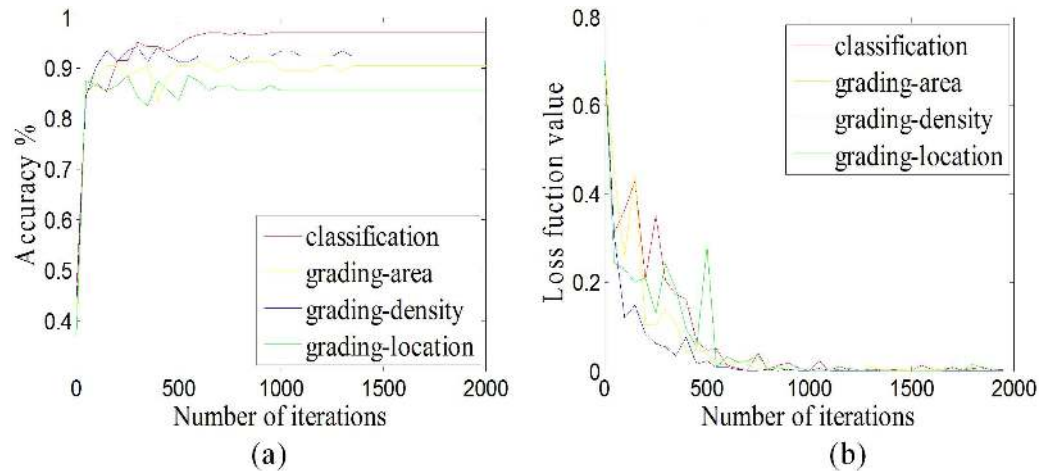 1
0.9
0.8
0.7
0.6
0.5
0.4
Accuracy %
classification
grading-area
grading-density
grading-location
0 500 1000 1500 2000
Number of iterations
(a)
0.8
0.6
0.4
0.2
0
Loss fuction value
classification
grading-area
grading-density
grading-location
0 500 1000 1500 2000
Number of iterations
(b)